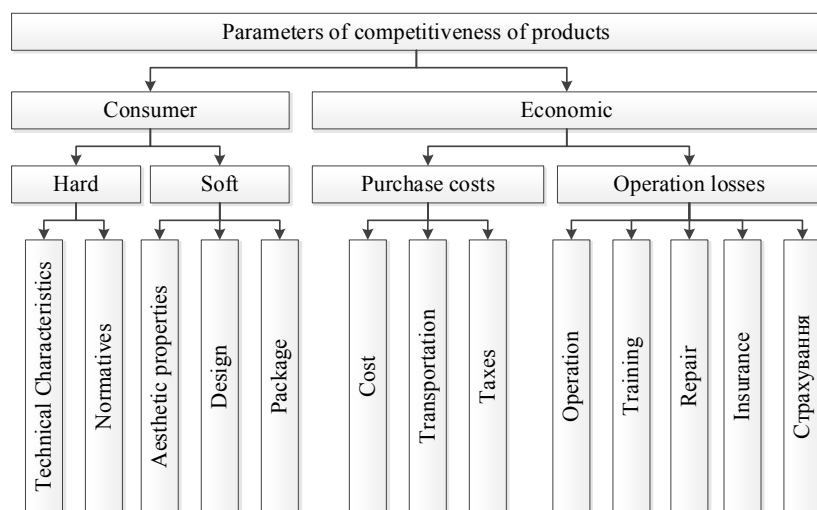 Parameters of competitiveness of products
Consumer
Economic
Hard
Soft
Purchase costs
Operation losses
Technical Characteristics
Normatives
Aesthetic properties
Design
Package
Cost
Transportation
Taxes
Operation
Training
Repair
Insurance
Страхування